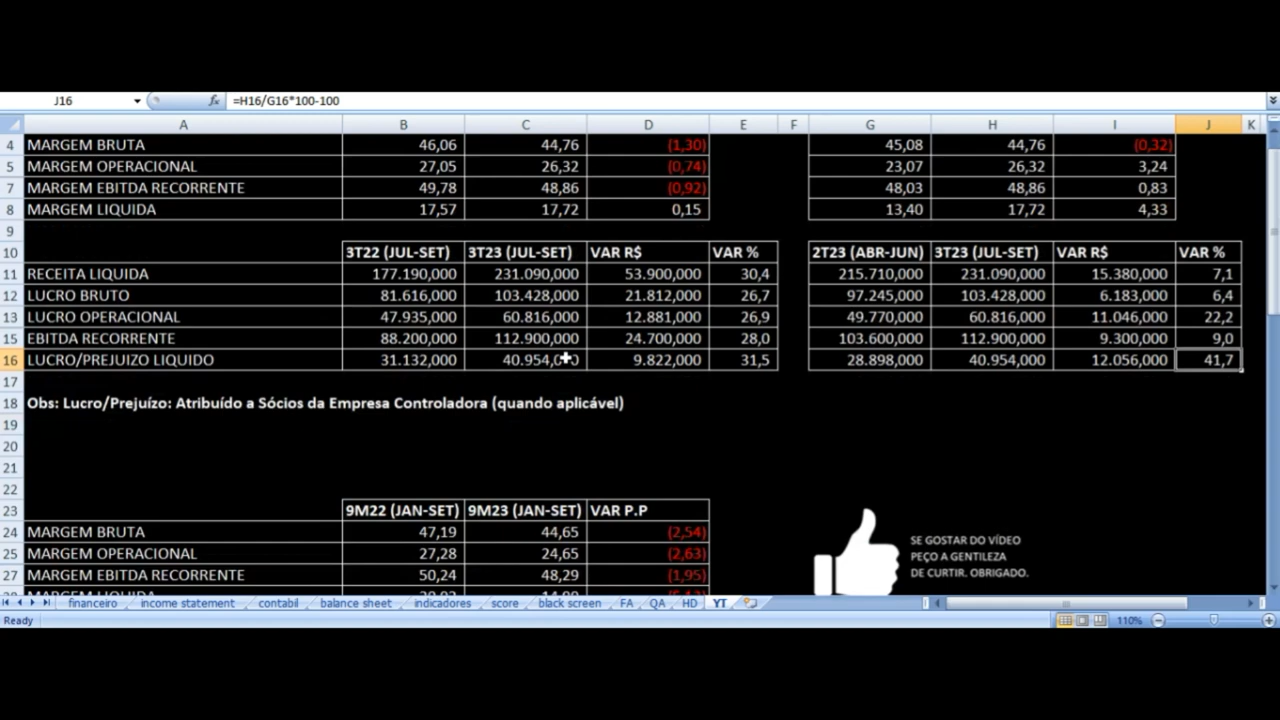 J16 fx =H16/G16*100-100
A B C D E F G H I J K
4 MARGEM BRUTA 46,06 44,76 (1,30) 45,08 44,76 (0,32)
5 MARGEM OPERACIONAL 27,05 26,32 (0,74) 23,07 26,32 3,24
7 MARGEM EBITDA RECORRENTE 49,78 48,86 (0,92) 48,03 48,86 0,83
8 MARGEM LIQUIDA 17,57 17,72 0,15 13,40 17,72 4,33
9
10 3T22 (JUL-SET) 3T23 (JUL-SET) VAR R$ VAR % 2T23 (ABR-JUN) 3T23 (JUL-SET) VAR R$ VAR %
11 RECEITA LIQUIDA 177.190,000 231.090,000 53.900,000 30,4 215.710,000 231.090,000 15.380,000 7,1
12 LUCRO BRUTO 81.616,000 103.428,000 21.812,000 26,7 97.245,000 103.428,000 6.183,000 6,4
13 LUCRO OPERACIONAL 47.935,000 60.816,000 12.881,000 26,9 49.770,000 60.816,000 11.046,000 22,2
15 EBITDA RECORRENTE 88.200,000 112.900,000 24.700,000 28,0 103.600,000 112.900,000 9.300,000 9,0
16 LUCRO/PREJUIZO LIQUIDO 31.132,000 40.954,000 9.822,000 31,5 28.898,000 40.954,000 12.056,000 41,7
17
18 Obs: Lucro/Prejuízo: Atribuído a Sócios da Empresa Controladora (quando aplicável)
19
20
21
22
23 9M22 (JAN-SET) 9M23 (JAN-SET) VAR P.P
24 MARGEM BRUTA 47,19 44,65 (2,54)
25 MARGEM OPERACIONAL 27,28 24,65 (2,63)
27 MARGEM EBITDA RECORRENTE 50,24 48,29 (1,95)
SE GOSTAR DO VÍDEO
PEÇO A GENTILEZA
DE CURTIR. OBRIGADO.
financeiro income statement contabil balance sheet indicadores score black screen FA QA HD YT
Ready 110%